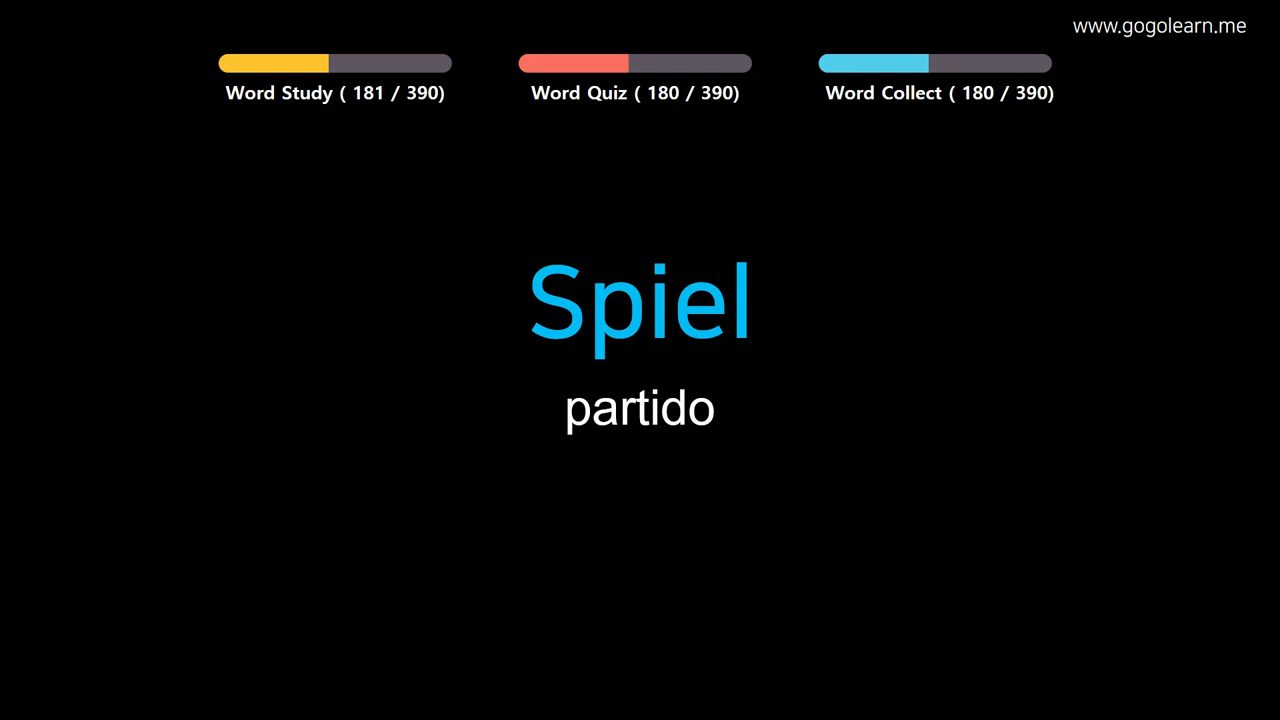 www.gogolearn.me
Word Study ( 181 / 390)
Word Quiz ( 180 / 390)
Word Collect ( 180 / 390)
Spiel
partido